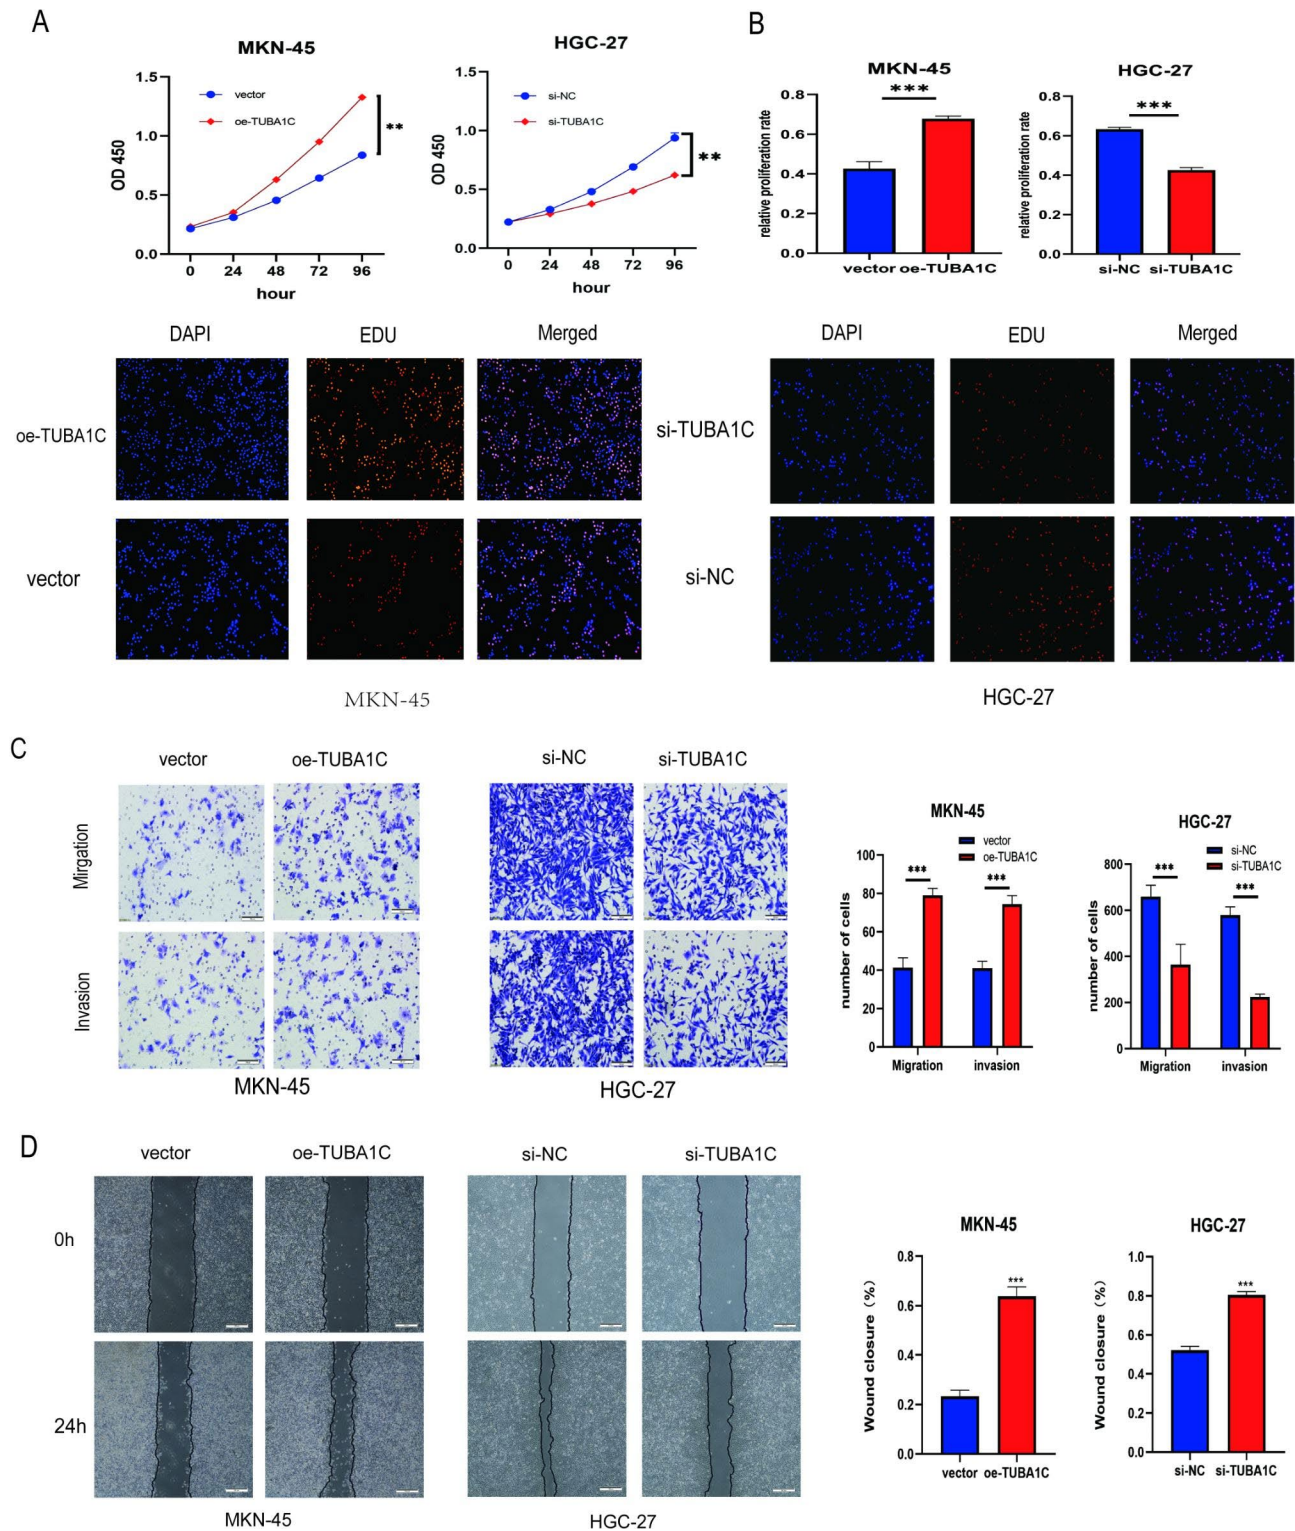 A
MKN-45
1.5
1.0
0.5
0.0
OD 450
vector
oe-TUBA1C
**
0 24 48 72 96
hour
HGC-27
1.5
1.0
0.5
0.0
OD 450
si-NC
si-TUBA1C
**
0 24 48 72 96
hour
B
MKN-45
***
0.8
0.6
0.4
0.2
0.0
relative proliferation rate
vector oe-TUBA1C
HGC-27
***
0.8
0.6
0.4
0.2
0.0
relative proliferation rate
si-NC si-TUBA1C
DAPI EDU Merged
oe-TUBA1C
vector
MKN-45
DAPI EDU Merged
si-TUBA1C
si-NC
HGC-27
C
vector oe-TUBA1C si-NC si-TUBA1C
Mirgation
Invasion
MKN-45 HGC-27
MKN-45
vector
oe-TUBA1C
100
80
60
40
20
0
number of cells
*** ***
Migration invasion
HGC-27
si-NC
si-TUBA1C
800
600
400
200
0
number of cells
*** ***
Migration invasion
D
vector oe-TUBA1C si-NC si-TUBA1C
0h
24h
MKN-45 HGC-27
MKN-45
0.8
0.6
0.4
0.2
0.0
Wound closure (%)
***
vector oe-TUBA1C
HGC-27
1.0
0.8
0.6
0.4
0.2
0.0
Wound closure (%)
***
si-NC si-TUBA1C